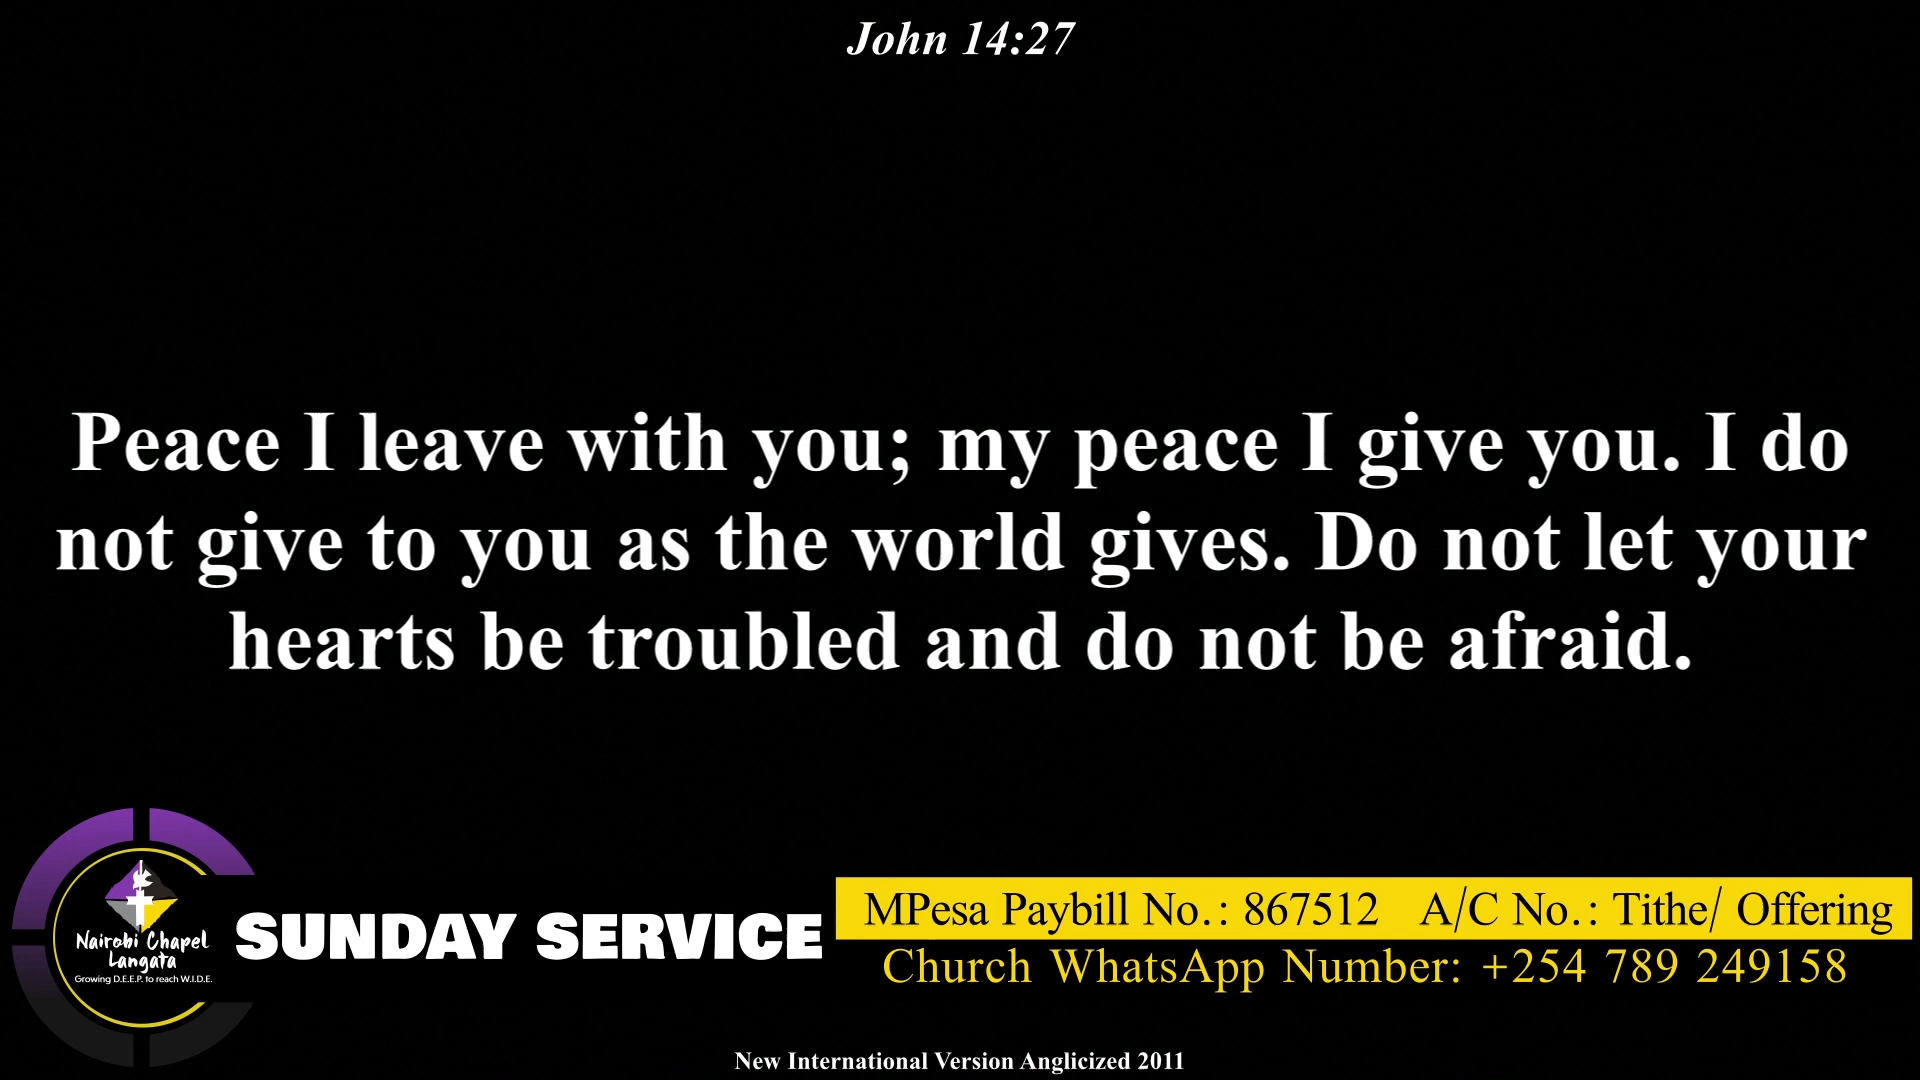 John 14:27
Peace I leave with you; my peace I give you. I do
not give to you as the world gives. Do not let your
hearts be troubled and do not be afraid.
Nairobi Chapel
Langata
Growing D.E.E.P. to reach W.I.D.E.
SUNDAY SERVICE
MPesa Paybill No.: 867512 A/C No.: Tithe/ Offering
Church WhatsApp Number: +254 789 249158
New International Version Anglicized 2011